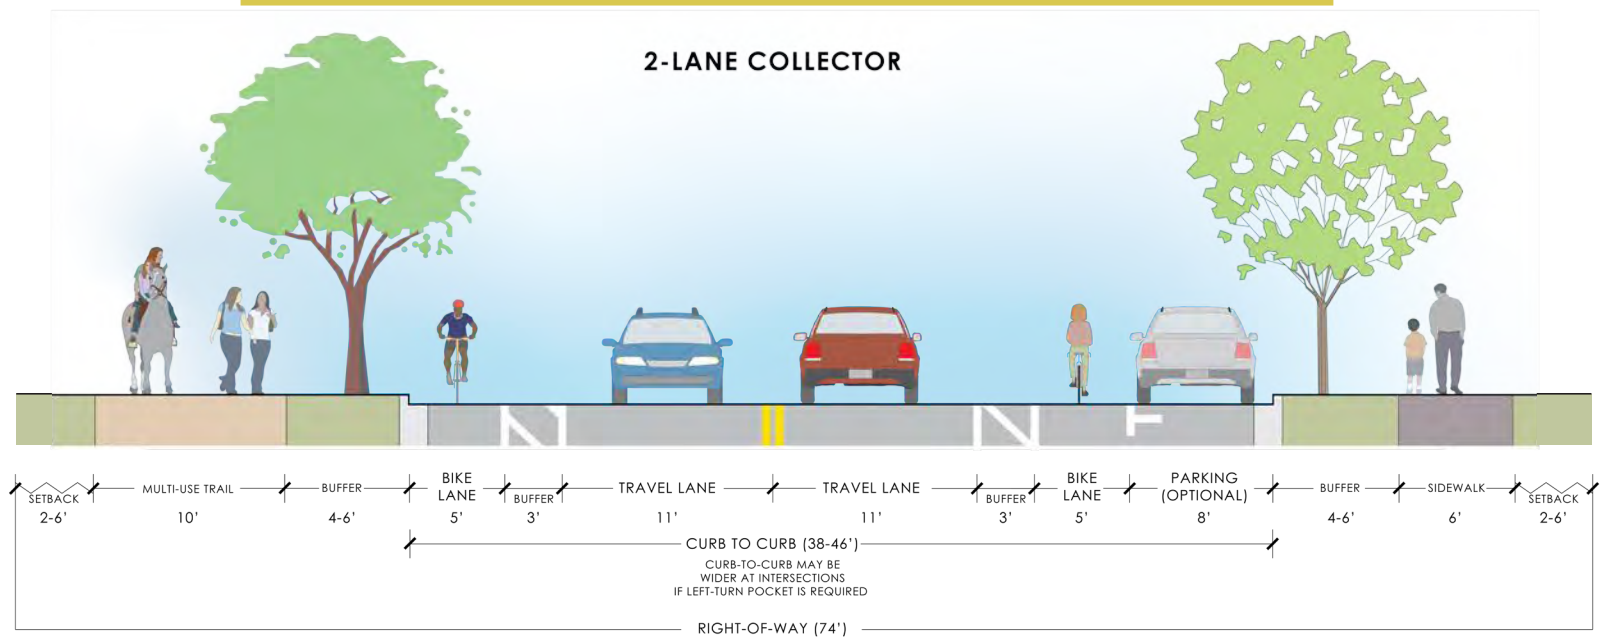 2-LANE COLLECTOR
SETBACK
2-6'
MULTI-USE TRAIL
10'
BUFFER
4-6'
BIKE
LANE
5'
BUFFER
3'
TRAVEL LANE
11'
TRAVEL LANE
11'
BUFFER
3'
BIKE
LANE
5'
PARKING
(OPTIONAL)
8'
BUFFER
4-6'
SIDEWALK
6'
SETBACK
2-6'
CURB TO CURB (38-46')
CURB-TO-CURB MAY BE
WIDER AT INTERSECTIONS
IF LEFT-TURN POCKET IS REQUIRED
RIGHT-OF-WAY (74')